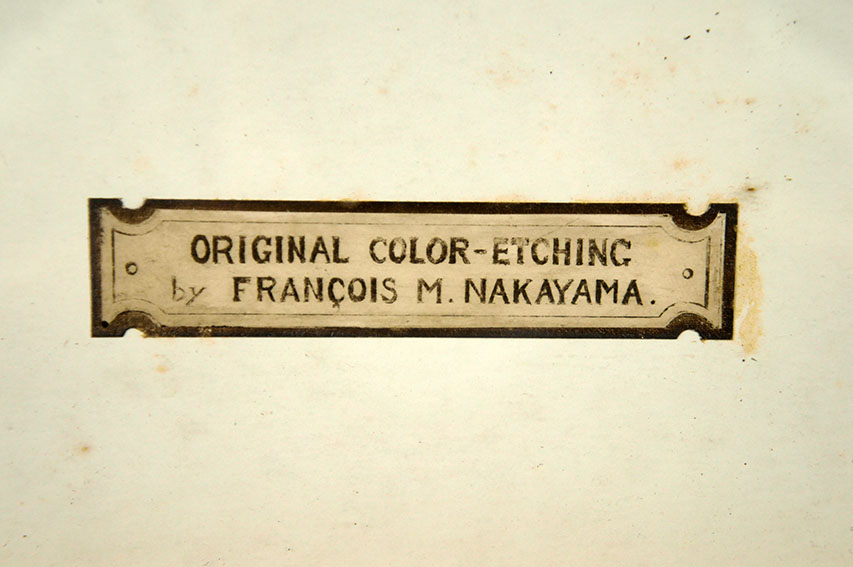 ORIGINAL COLOR-ETCHING
by FRANÇOIS M. NAKAYAMA.